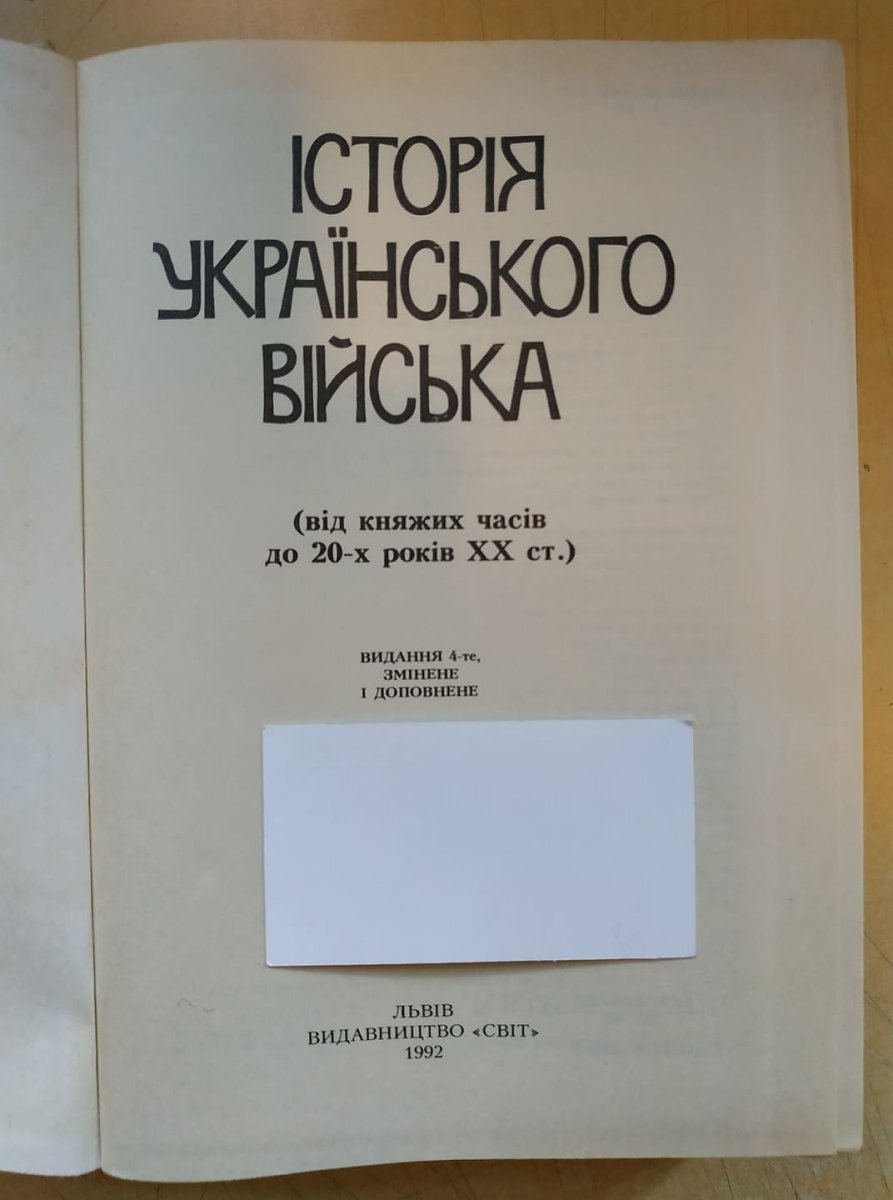 ІСТОРІЯ
УКРАЇНСЬКОГО
ВІЙСЬКА
(від княжих часів
до 20-х років XX ст.)
ВИДАННЯ 4-те,
ЗМІНЕНЕ
І ДОПОВНЕНЕ
ЛЬВІВ
ВИДАВНИЦТВО «СВІТ»
1992